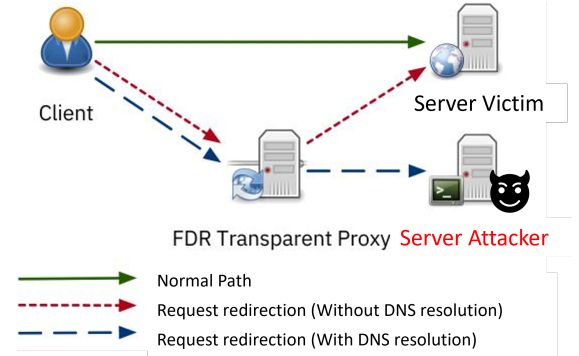 Client
Server Victim
>_
FDR Transparent Proxy
Server Attacker
Normal Path
Request redirection (Without DNS resolution)
Request redirection (With DNS resolution)